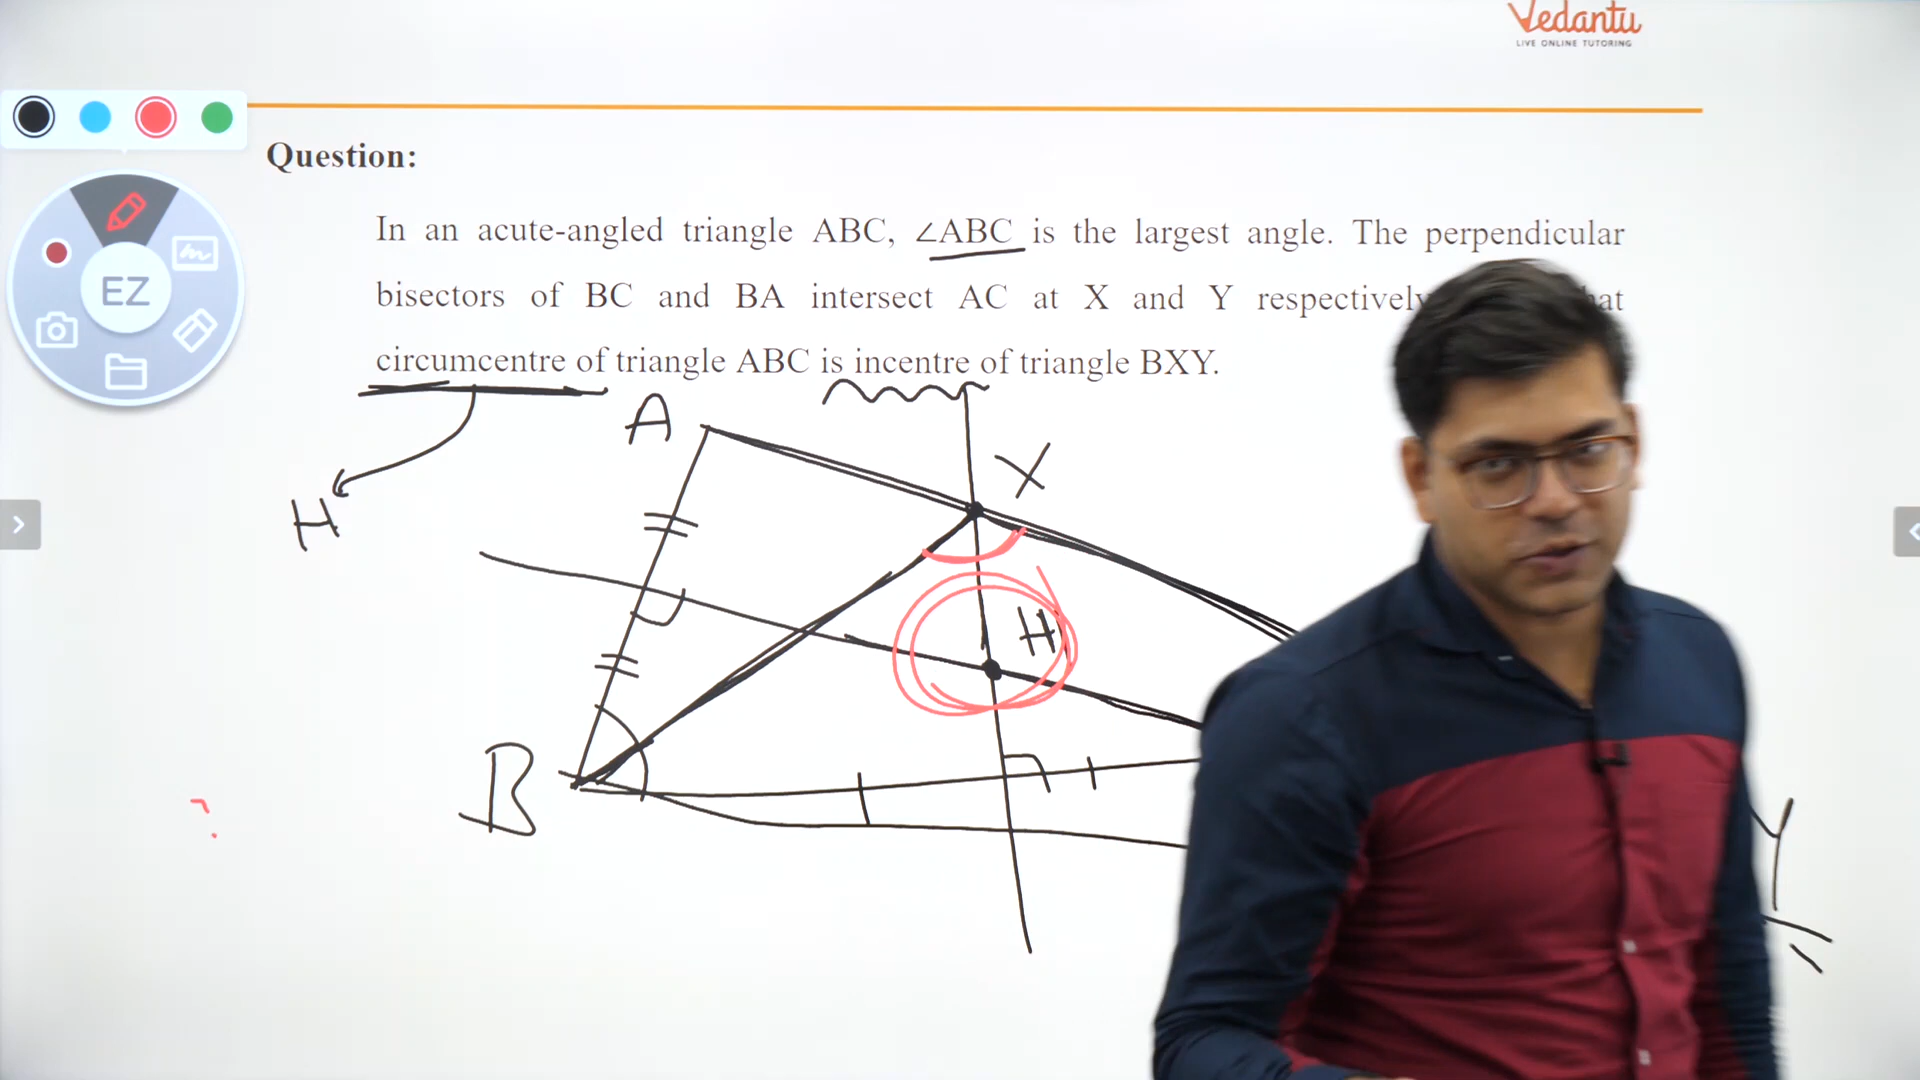 Vedantu
LIVE ONLINE TUTORING
Question:
In an acute-angled triangle ABC, ∠ABC is the largest angle. The perpendicular
bisectors of BC and BA intersect AC at X and Y
circumcentre of triangle ABC is incentre of triangle BXY.
EZ
A
X
H
H
B
Y